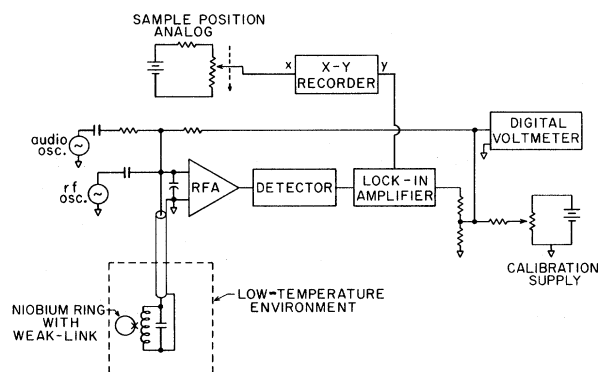 SAMPLE POSITION
ANALOG
x
X-Y
RECORDER
y
audio
osc.
rf
osc.
RFA
DETECTOR
LOCK-IN
AMPLIFIER
DIGITAL
VOLTMETER
CALIBRATION
SUPPLY
NIOBIUM RING
WITH
WEAK-LINK
LOW-TEMPERATURE
ENVIRONMENT